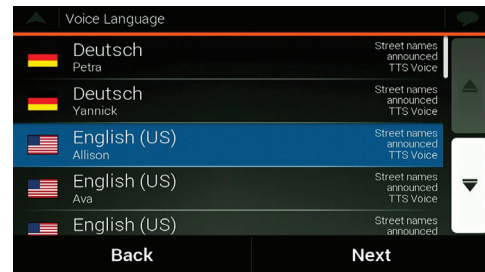 Voice Language
Deutsch
Petra
Street names
announced
TTS Voice
Deutsch
Yannick
Street names
announced
TTS Voice
English (US)
Allison
Street names
announced
TTS Voice
English (US)
Ava
Street names
announced
TTS Voice
English (US)
Street names
announced
Back
Next